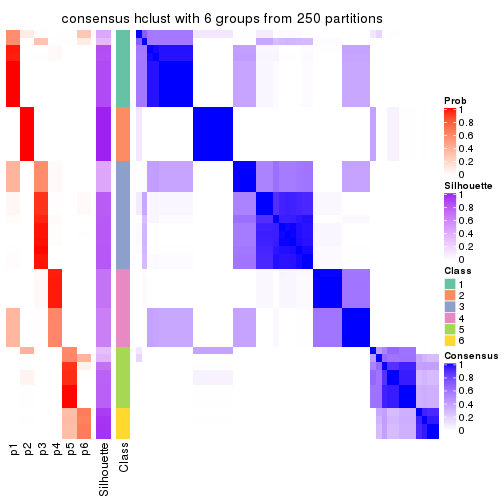 consensus hclust with 6 groups from 250 partitions
Prob
1
0.8
0.6
0.4
0.2
0
Silhouette
1
0.8
0.6
0.4
0.2
0
Class
1
2
3
4
5
6
Consensus
1
0.8
0.6
0.4
0.2
0
p1
p2
p3
p4
p5
p6
Silhouette
Class